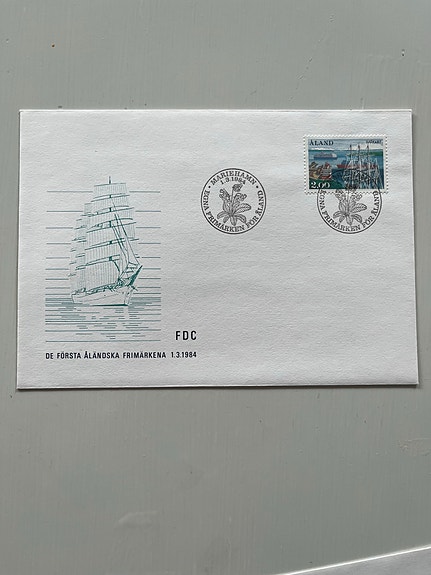 ÅLAND
2,00
MARIEHAMN
1.3.1984
EGNA FRIMÄRKEN FÖR ÅLAND
EGNA FRIMÄRKEN FÖR ÅLAND
FDC
DE FÖRSTA ÅLÄNDSKA FRIMÄRKENA 1.3.1984